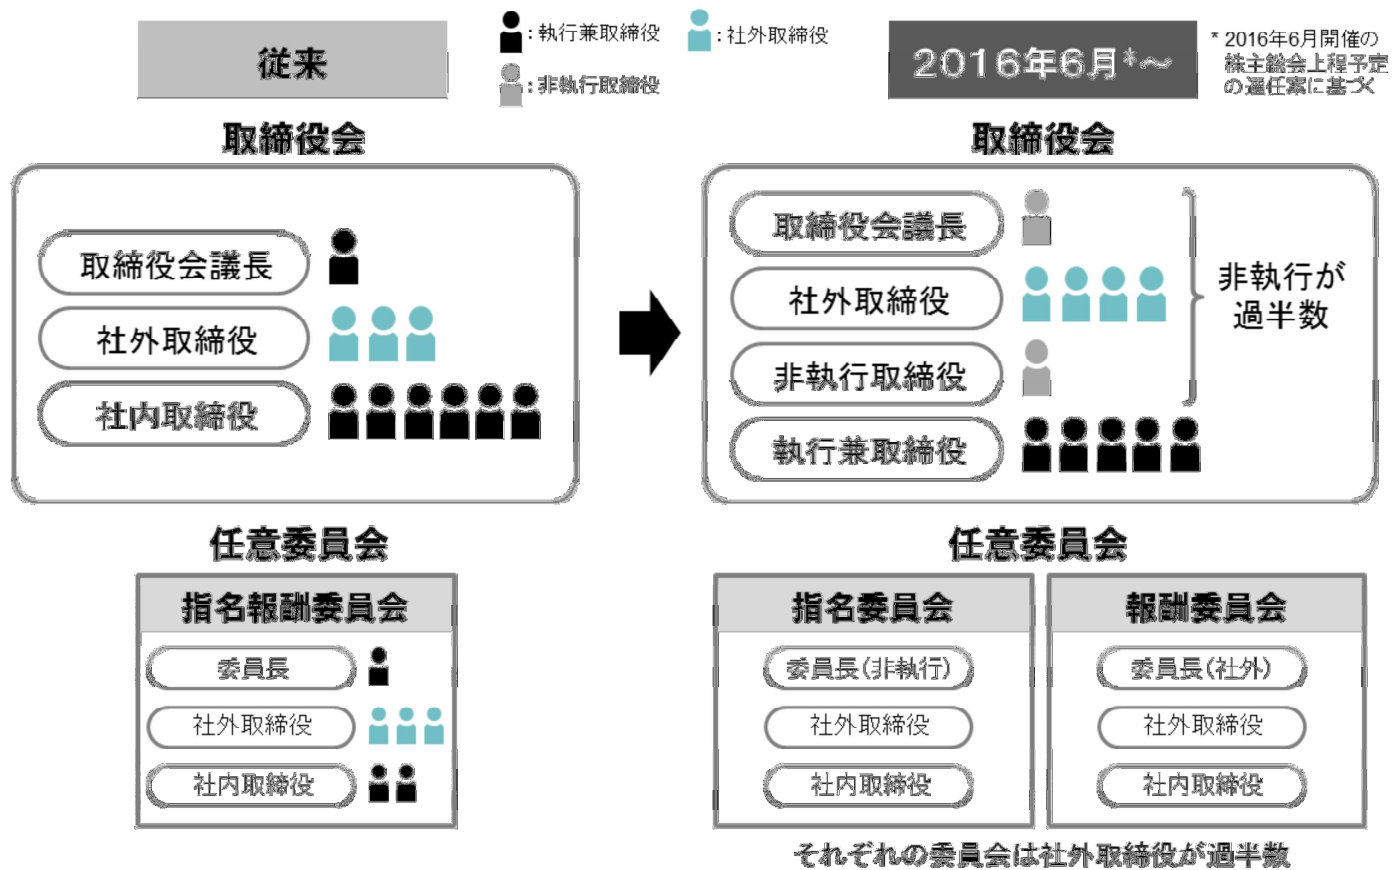 従来
:執行兼取締役
:社外取締役
:非執行取締役
2016年6月*～
* 2016年6月開催の
株主総会上程予定
の選任案に基づく
取締役会
取締役会議長
社外取締役
社内取締役
取締役会
取締役会議長
社外取締役
非執行取締役
執行兼取締役
非執行が
過半数
任意委員会
指名報酬委員会
委員長
社外取締役
社内取締役
任意委員会
指名委員会
委員長(非執行)
社外取締役
社内取締役
報酬委員会
委員長(社外)
社外取締役
社内取締役
それぞれの委員会は社外取締役が過半数